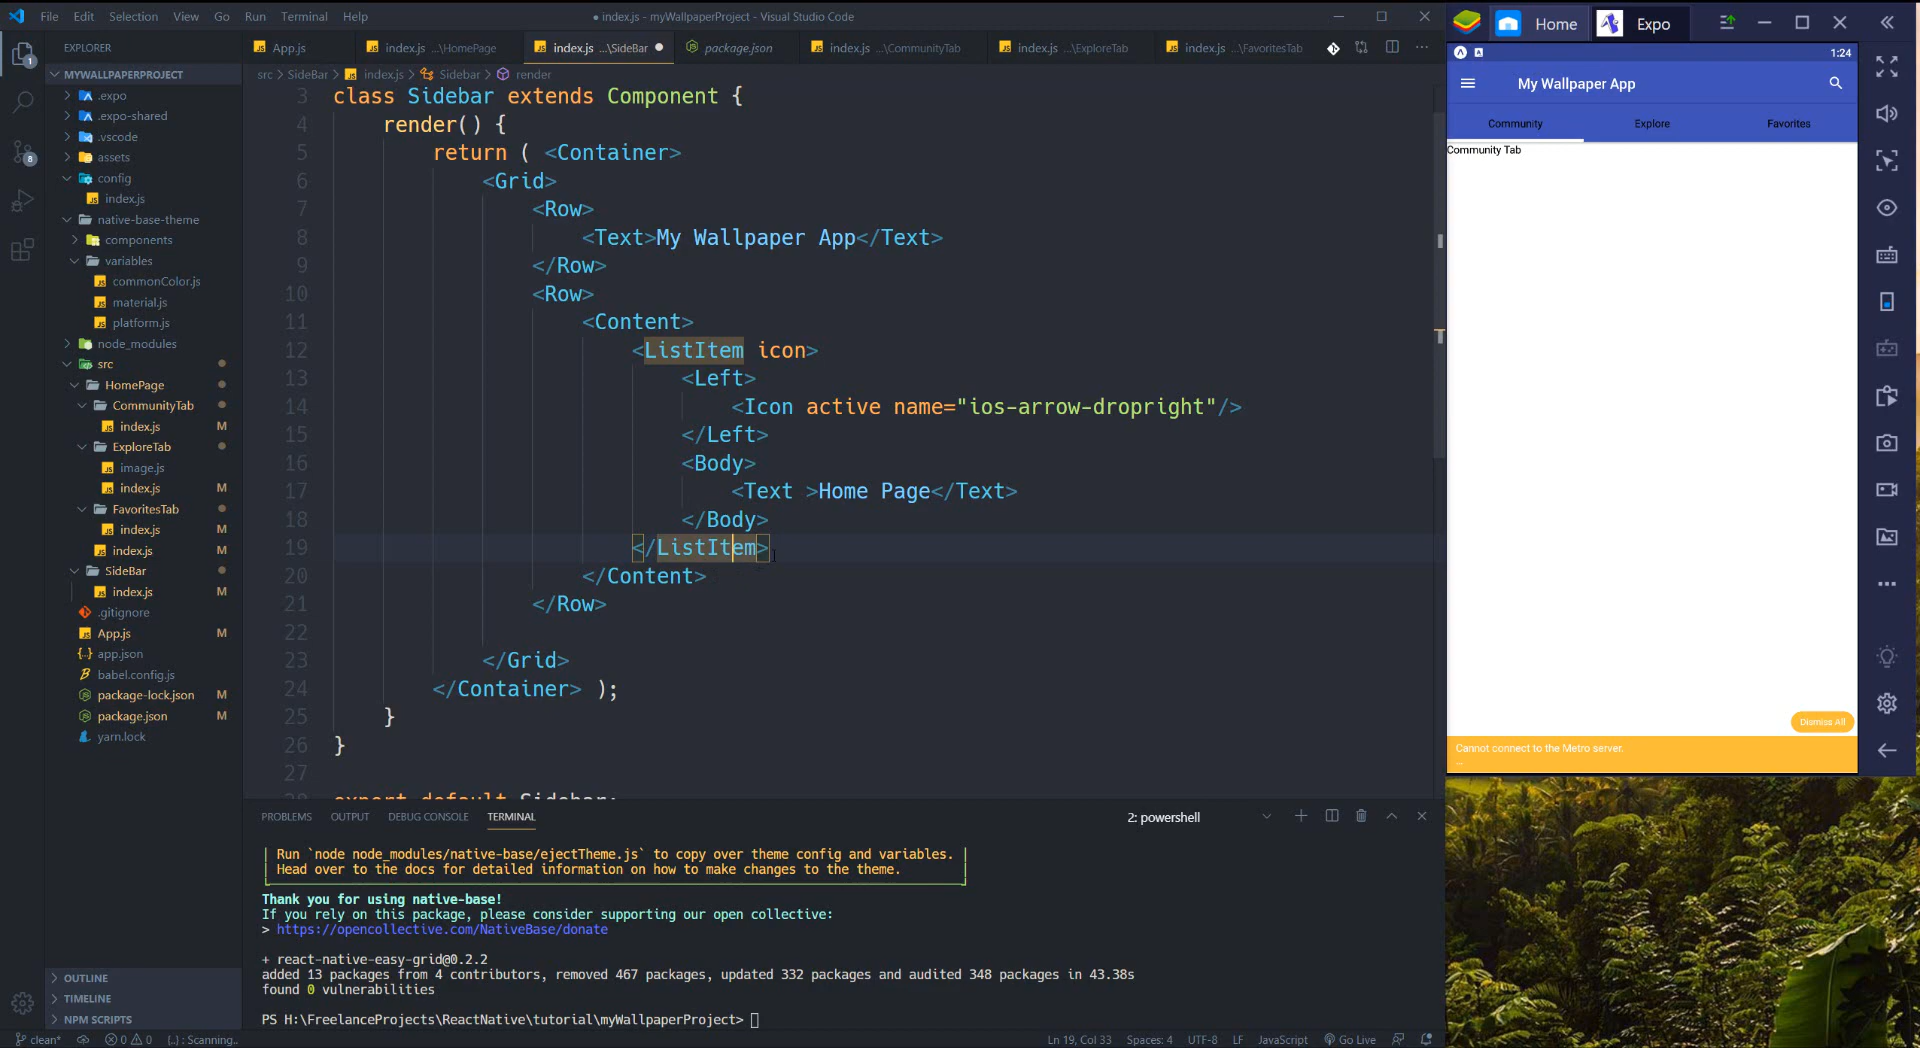 File Edit Selection View Go Run Terminal Help
● index.js - myWallpaperProject - Visual Studio Code
EXPLORER
MYWALLPAPERPROJECT
.expo
.expo-shared
.vscode
assets
config
index.js
native-base-theme
components
variables
commonColor.js
material.js
platform.js
node_modules
src
HomePage
CommunityTab
index.js M
ExploreTab
image.js
index.js M
FavoritesTab
index.js M
index.js M
SideBar
index.js M
.gitignore
App.js M
app.json
babel.config.js
package-lock.json M
package.json M
yarn.lock
OUTLINE
TIMELINE
NPM SCRIPTS
App.js index.js ...\HomePage index.js ...\SideBar ● package.json index.js ...\CommunityTab index.js ...\ExploreTab index.js ...\FavoritesTab
src > SideBar > index.js > Sidebar > render
3 class Sidebar extends Component {
4 render() {
5 return ( <Container>
6 <Grid>
7 <Row>
8 <Text>My Wallpaper App</Text>
9 </Row>
10 <Row>
11 <Content>
12 <ListItem icon>
13 <Left>
14 <Icon active name="ios-arrow-dropright"/>
15 </Left>
16 <Body>
17 <Text >Home Page</Text>
18 </Body>
19 </ListItem>
20 </Content>
21 </Row>
22
23 </Grid>
24 </Container> );
25 }
26 }
27
28 export default Sidebar;
PROBLEMS OUTPUT DEBUG CONSOLE TERMINAL 2: powershell
| Run `node node_modules/native-base/ejectTheme.js` to copy over theme config and variables. |
| Head over to the docs for detailed information on how to make changes to the theme. |
Thank you for using native-base!
If you rely on this package, please consider supporting our open collective:
> https://opencollective.com/NativeBase/donate
+ react-native-easy-grid@0.2.2
added 13 packages from 4 contributors, removed 467 packages, updated 332 packages and audited 348 packages in 43.38s
found 0 vulnerabilities
PS H:\FreelanceProjects\ReactNative\tutorial\myWallpaperProject>
clean* 0 0 {..} : Scanning.. Ln 19, Col 33 Spaces: 4 UTF-8 LF JavaScript Go Live
1
8
Home Expo
1:24
My Wallpaper App
Community Explore Favorites
Community Tab
Dismiss All
Cannot connect to the Metro server.
...